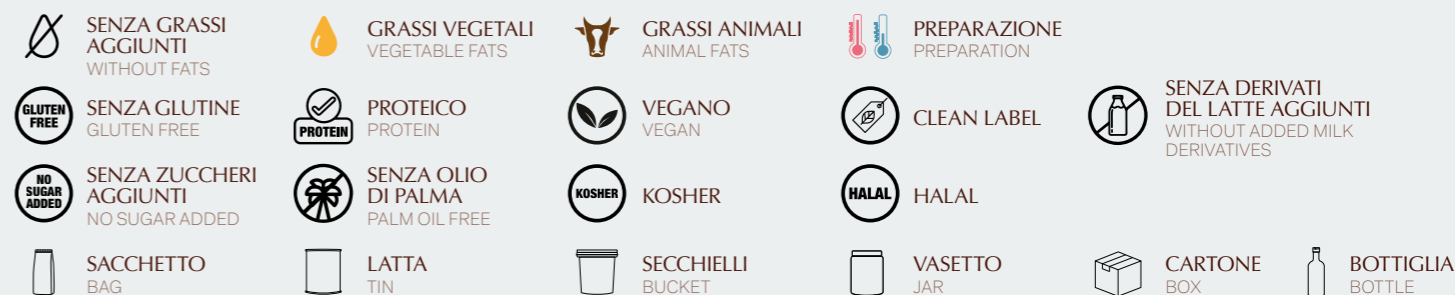 SENZA GRASSI
AGGIUNTI
WITHOUT FATS
GRASSI VEGETALI
VEGETABLE FATS
GRASSI ANIMALI
ANIMAL FATS
PREPARAZIONE
PREPARATION
GLUTEN
FREE
SENZA GLUTINE
GLUTEN FREE
PROTEIN
PROTEICO
PROTEIN
VEGANO
VEGAN
CLEAN LABEL
SENZA DERIVATI
DEL LATTE AGGIUNTI
WITHOUT ADDED MILK
DERIVATIVES
NO
SUGAR
ADDED
SENZA ZUCCHERI
AGGIUNTI
NO SUGAR ADDED
SENZA OLIO
DI PALMA
PALM OIL FREE
KOSHER
KOSHER
HALAL
HALAL
SACCHETTO
BAG
LATTA
TIN
SECCHIELLI
BUCKET
VASETTO
JAR
CARTONE
BOX
BOTTIGLIA
BOTTLE